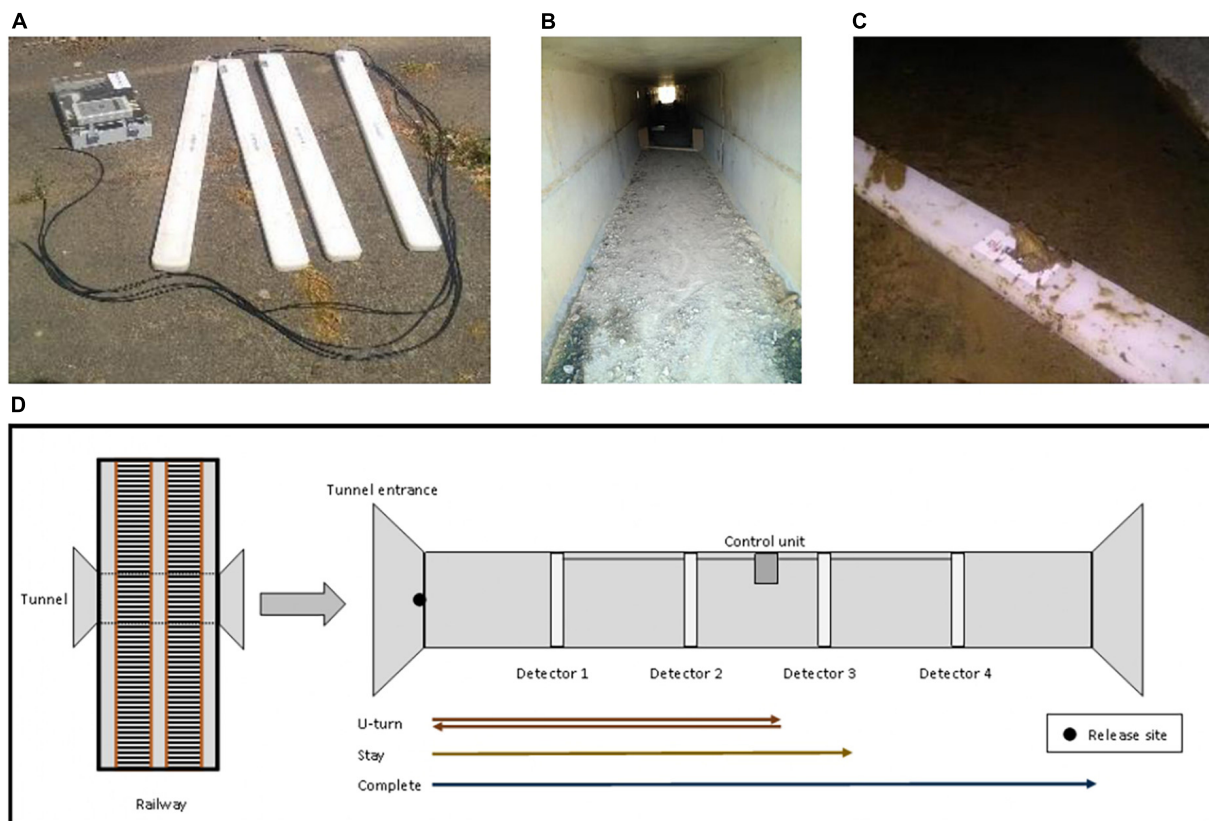 A
B
C
D
Tunnel entrance
Control unit
Tunnel
Detector 1
Detector 2
Detector 3
Detector 4
U-turn
Stay
Complete
Release site
Railway